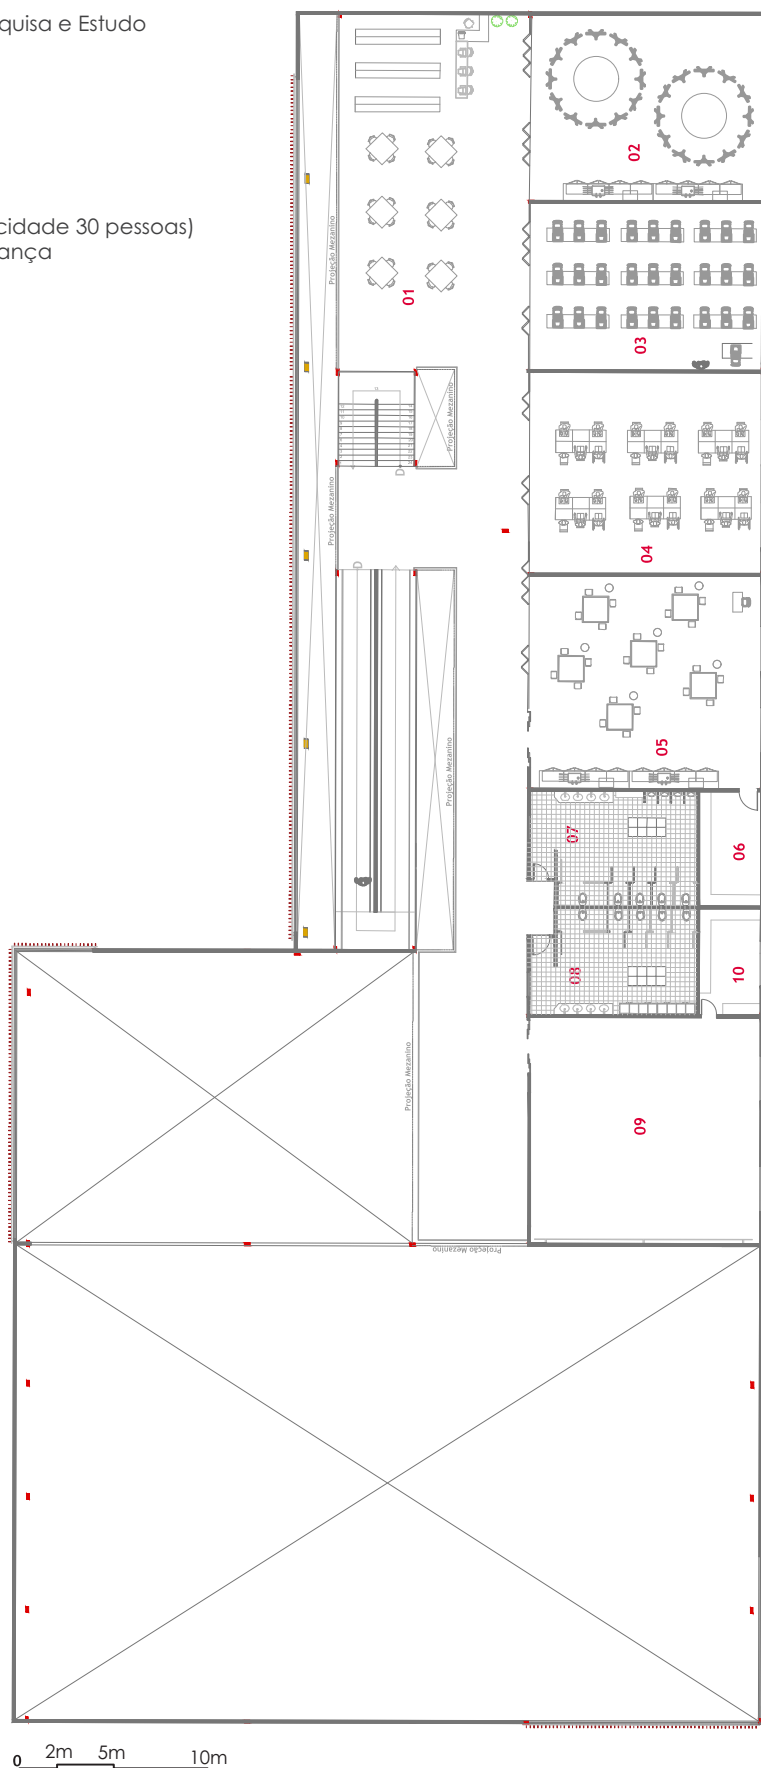 quisa e Estudo
cidade 30 pessoas)
ança
02
Projeção Mezanino
01
03
Projeção Mezanino
Projeção Mezanino
04
05
Projeção Mezanino
07
06
08
10
Projeção Mezanino
09
Projeção Mezanino
0 2m 5m 10m